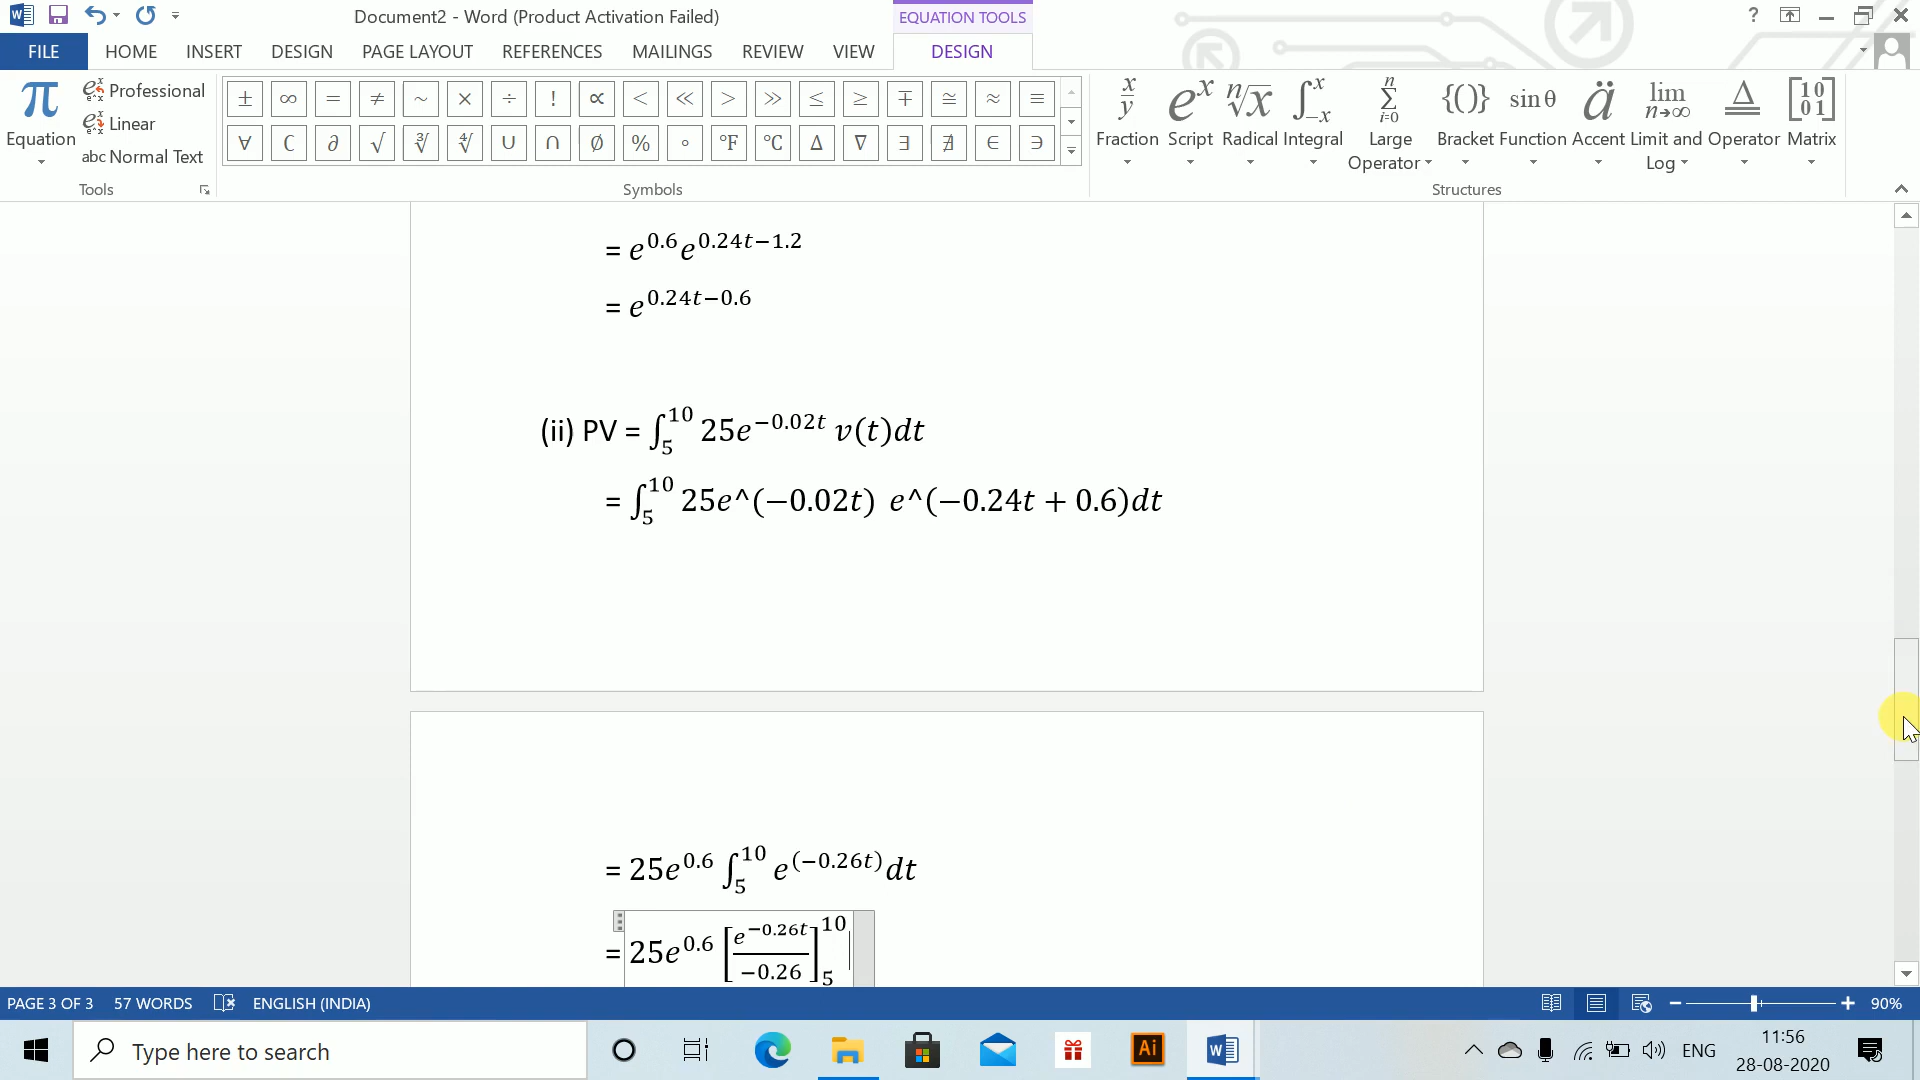 Document2 - Word (Product Activation Failed)
EQUATION TOOLS
?
FILE HOME INSERT DESIGN PAGE LAYOUT REFERENCES MAILINGS REVIEW VIEW DESIGN
π Equation
Professional
Linear
abc Normal Text
Tools
± ∞ = ≠ ~ × ÷ ! ∝ < ≪ > ≫ ≤ ≥ ∓ ≅ ≈ ≡
∀ ∁ ∂ √ ∛ ∜ ∪ ∩ ∅ % ° °F °C ∆ ∇ ∃ ∄ ∈ ∋
Symbols
Fraction Script Radical Integral Large Operator Bracket Function Accent Limit and Log Operator Matrix
Structures
= e^{0.6}e^{0.24t−1.2}
= e^{0.24t−0.6}
(ii) PV = ∫_5^{10} 25e^{−0.02t} v(t)dt
= ∫_5^{10} 25e^(−0.02t) e^(−0.24t + 0.6)dt
= 25e^{0.6} ∫_5^{10} e^{(−0.26t)}dt
= 25e^{0.6} [e^{−0.26t}/−0.26]_5^{10}
PAGE 3 OF 3 57 WORDS ENGLISH (INDIA) 90%
Type here to search
Ai
ENG
11:56
28-08-2020